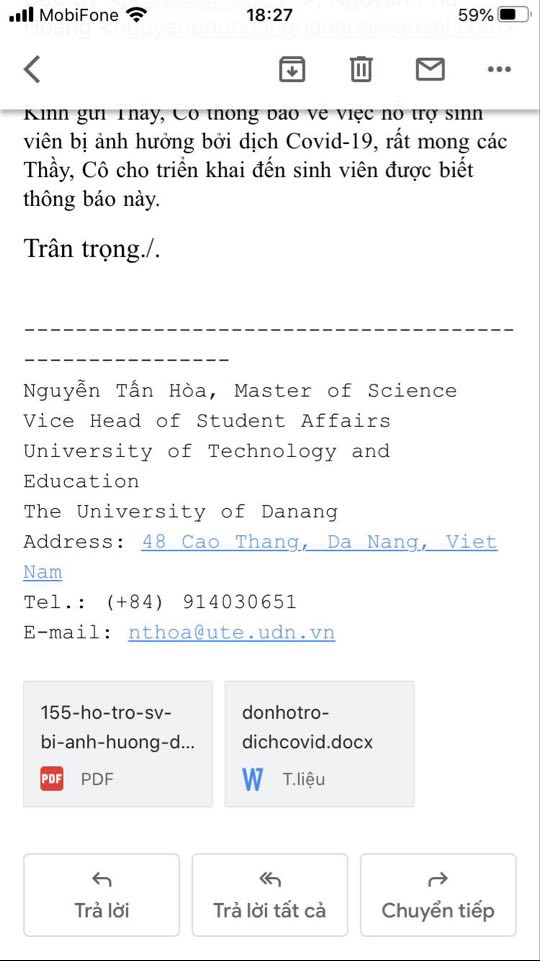 MobiFone 18:27 59%
Hoang <nguyenphuhoangdanang@gmail.com>
Kính gửi Thầy, Cô thông báo về việc hỗ trợ sinh
viên bị ảnh hưởng bởi dịch Covid-19, rất mong các
Thầy, Cô cho triển khai đến sinh viên được biết
thông báo này.
Trân trọng./.
--------------------------------------
----------------
Nguyễn Tấn Hòa, Master of Science
Vice Head of Student Affairs
University of Technology and
Education
The University of Danang
Address: 48 Cao Thang, Da Nang, Viet
Nam
Tel.: (+84) 914030651
E-mail: nthoa@ute.udn.vn
155-ho-tro-sv-
bi-anh-huong-d...
PDF PDF
donhotro-
dichcovid.docx
W T.liệu
Trả lời
Trả lời tất cả
Chuyển tiếp